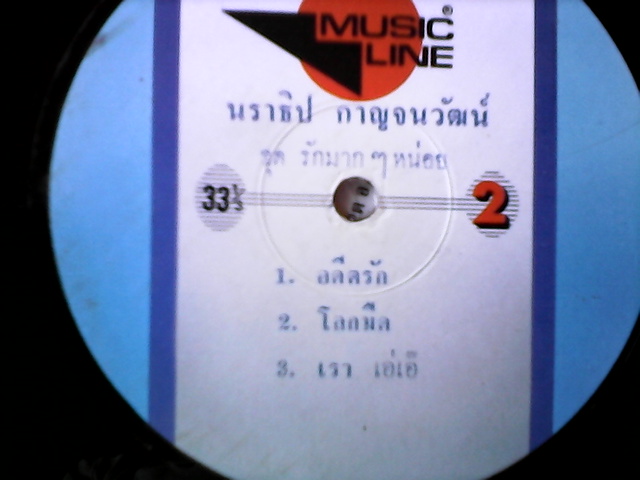 MUSIC®
LINE
นราธิป กาญจนวัฒน์
ชุด รักมากๆหน่อย
33⅓
2
1. อดีตรัก
2. โลกมืด
3. เรา เอ๋เอ๋